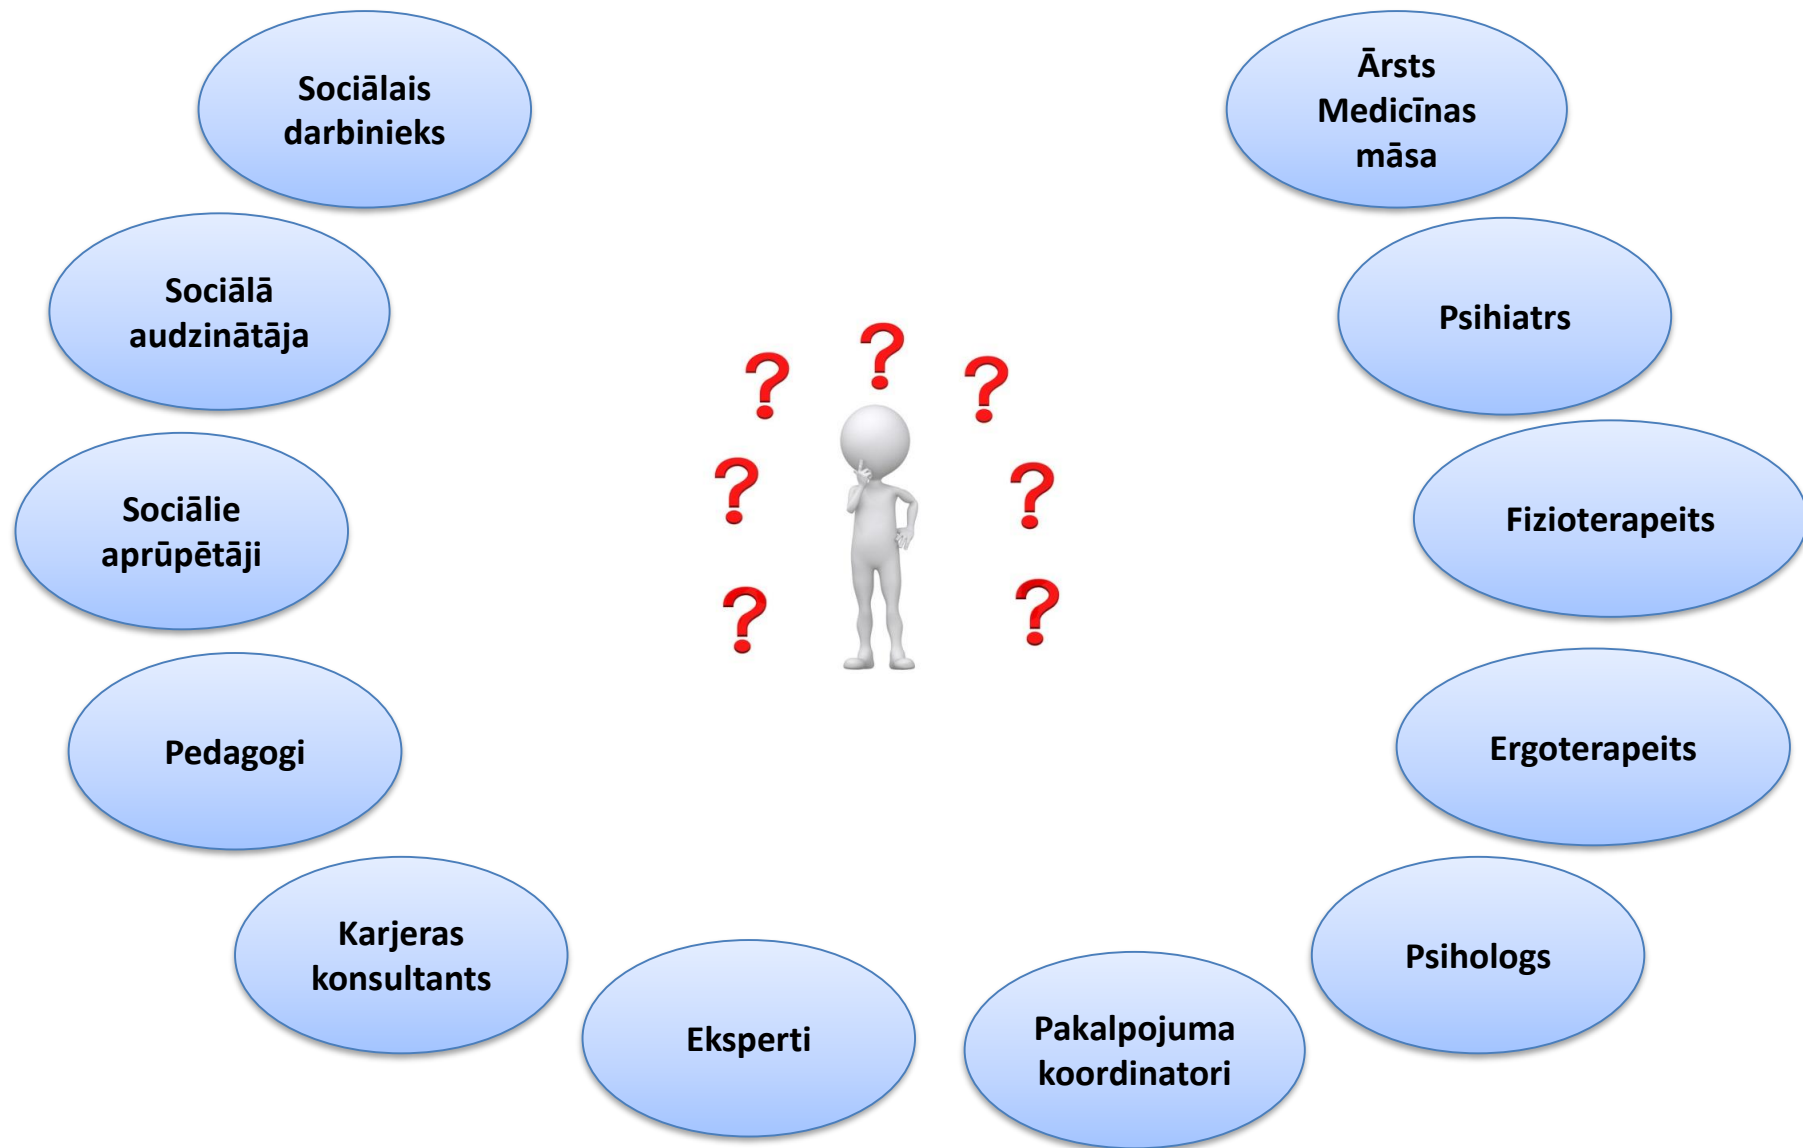 Sociālais
darbinieks
Ārsts
Medicīnas
māsa
Sociālā
audzinātāja
Psihiatrs
?
?
?
?
?
?
?
Sociālie
aprūpētāji
Fizioterapeits
Pedagogi
Ergoterapeits
Karjeras
konsultants
Psihologs
Eksperti
Pakalpojuma
koordinatori